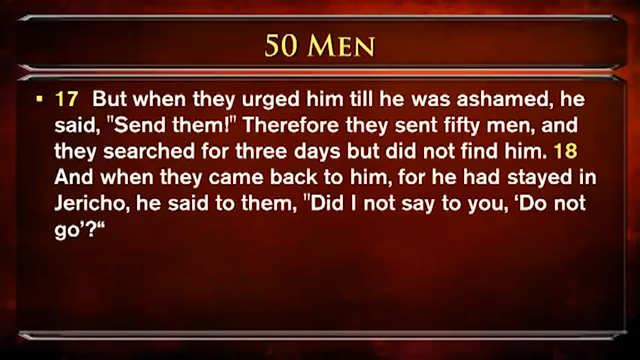 50 MEN
▪ 17 But when they urged him till he was ashamed, he
said, "Send them!" Therefore they sent fifty men, and
they searched for three days but did not find him. 18
And when they came back to him, for he had stayed in
Jericho, he said to them, "Did I not say to you, ‘Do not
go’?“